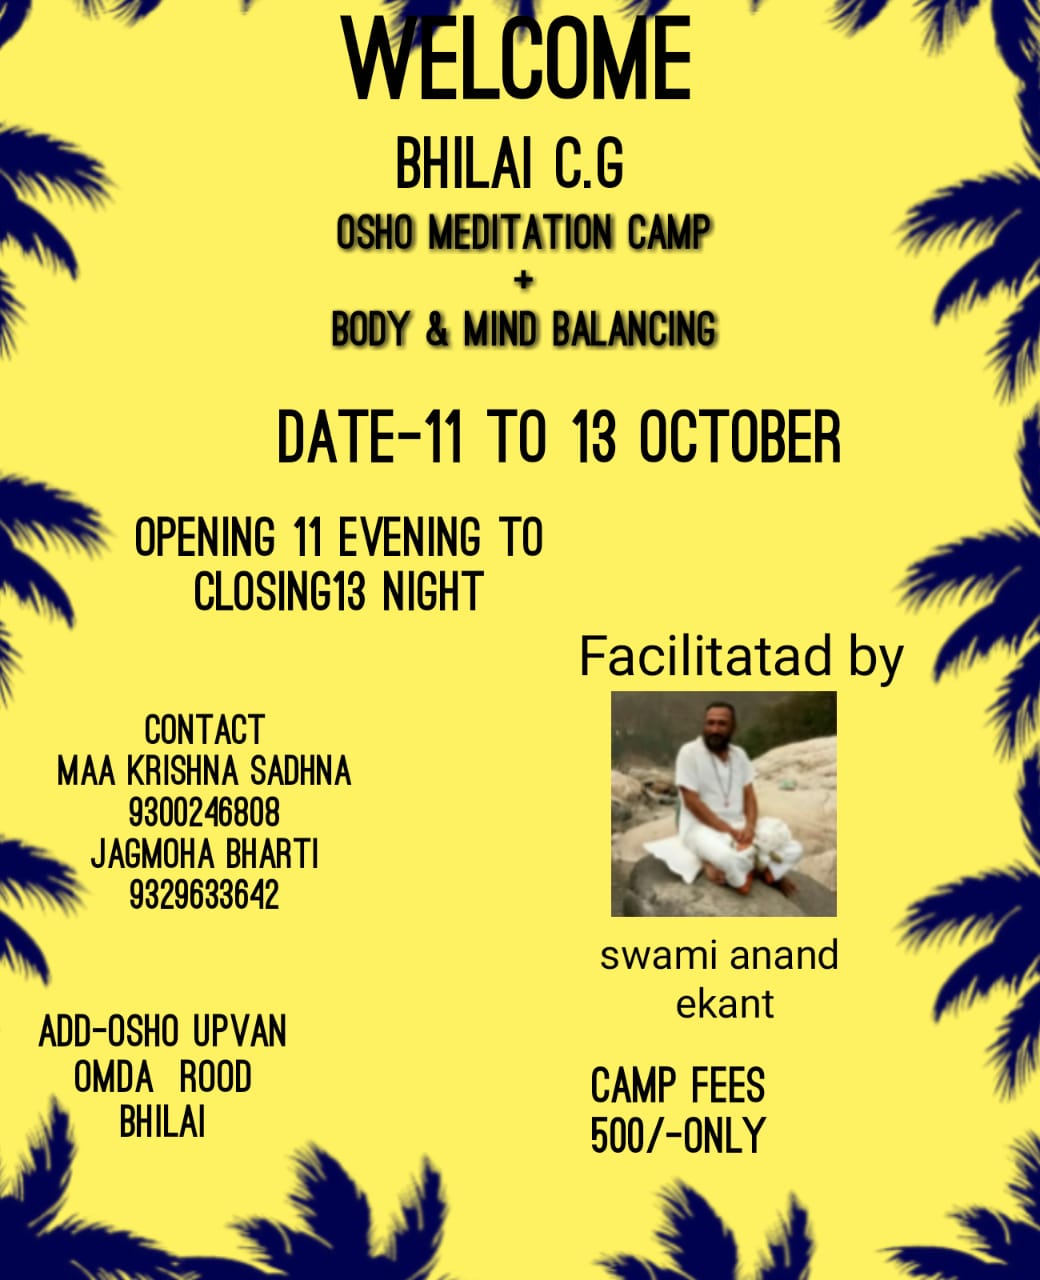 WELCOME
BHILAI C.G
OSHO MEDITATION CAMP
+
BODY & MIND BALANCING
DATE-11 TO 13 OCTOBER
OPENING 11 EVENING TO
CLOSING13 NIGHT
Facilitatad by
swami anand
ekant
CONTACT
MAA KRISHNA SADHNA
9300246808
JAGMOHA BHARTI
9329633642
ADD-OSHO UPVAN
OMDA ROOD
BHILAI
CAMP FEES
500/-ONLY